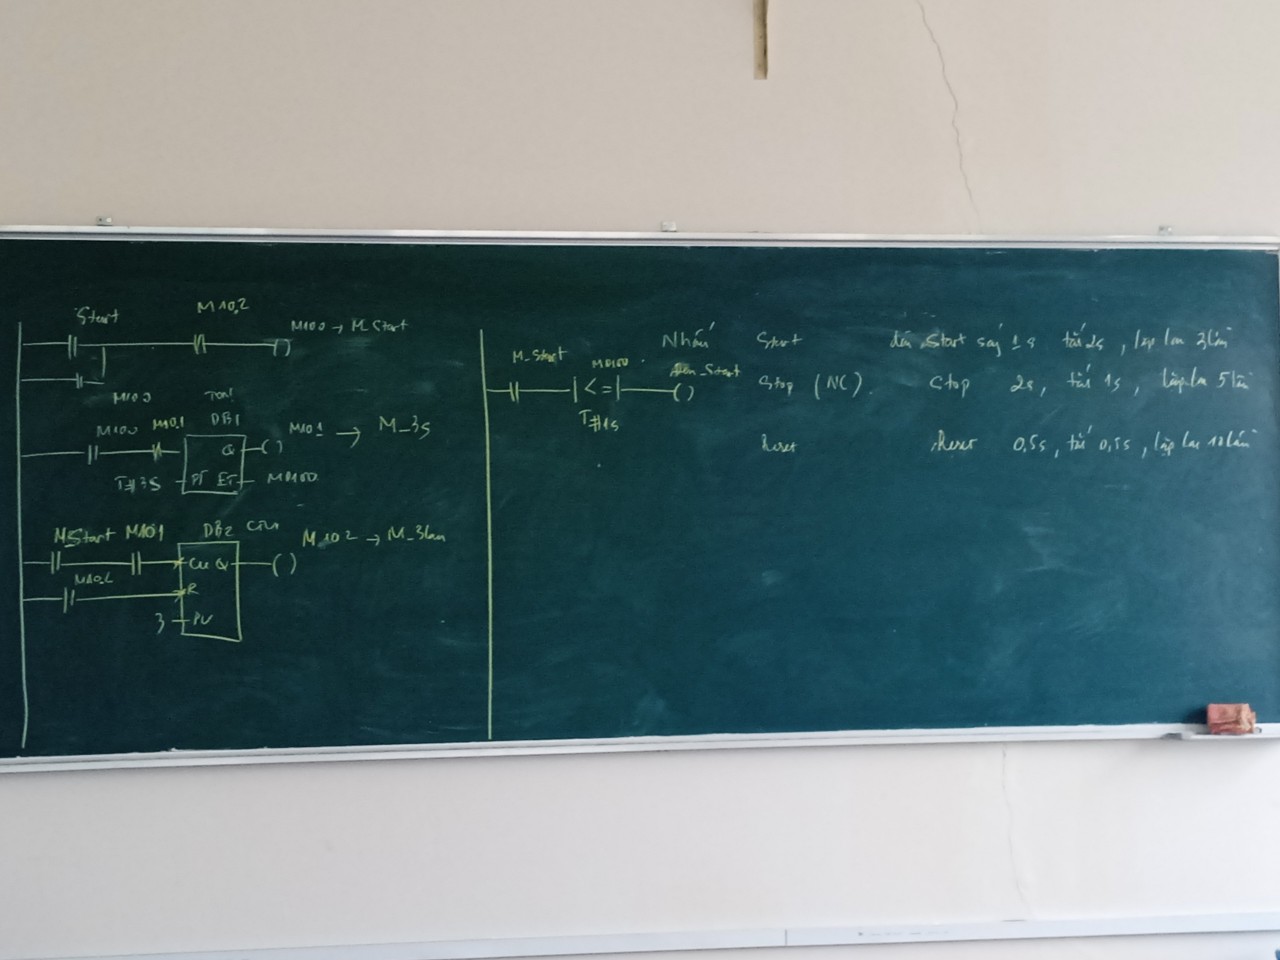 Start M10.2
M10.0 → M_Start
M10.0
TON
M10.0 M10.1 DB1
Q M10.1 → M_3s
T#3S PT ET MD100
M_Start M10.1 DB2 CTU
CU Q M10.2 → M_3lần
M10.2
R
3 PV
M_Start MD100 Đèn_Start
<=
T#1s
Nhấn Start đèn Start sáng 1s tắt 2s, lặp lại 3 lần
Stop (NC). Stop 2s, tắt 1s, lặp lại 5 lần
Reset Reset 0,5s, tắt 0,5s, lặp lại 10 lần